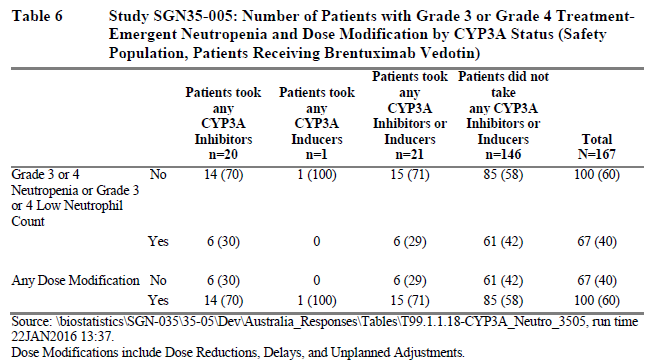 Table 6 Study SGN35-005: Number of Patients with Grade 3 or Grade 4 Treatment-
Emergent Neutropenia and Dose Modification by CYP3A Status (Safety
Population, Patients Receiving Brentuximab Vedotin)
Patients took Patients did not
Patients took Patients took any take
any any CYP3A any CYP3A
CYP3A CYP3A Inhibitors or Inhibitors or
Inhibitors Inducers Inducers Inducers Total
n=20 n=1 n=21 n=146 N=167
Grade 3 or 4 No 14 (70) 1 (100) 15 (71) 85 (58) 100 (60)
Neutropenia or Grade 3
or 4 Low Neutrophil
Count
Yes 6 (30) 0 6 (29) 61 (42) 67 (40)
Any Dose Modification No 6 (30) 0 6 (29) 61 (42) 67 (40)
Yes 14 (70) 1 (100) 15 (71) 85 (58) 100 (60)
Source: \biostatistics\SGN-035\35-05\Dev\Australia_Responses\Tables\T99.1.1.18-CYP3A_Neutro_3505, run time
22JAN2016 13:37.
Dose Modifications include Dose Reductions, Delays, and Unplanned Adjustments.